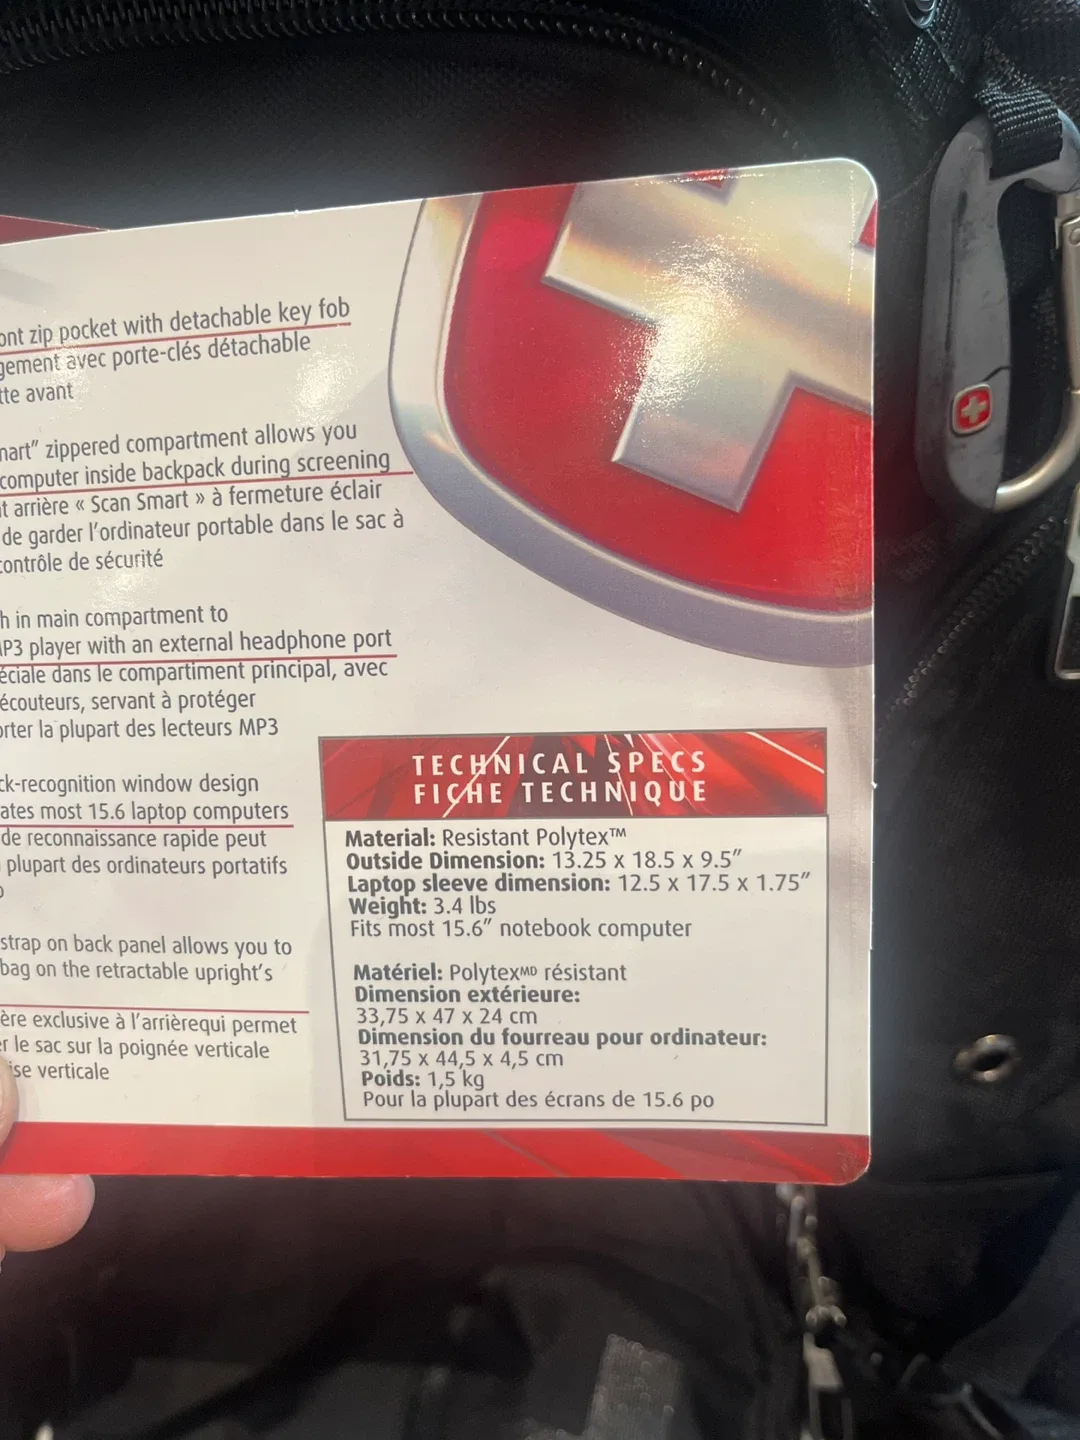 ont zip pocket with detachable key fob
gement avec porte-clés détachable
tte avant
mart" zippered compartment allows you
computer inside backpack during screening
t arrière « Scan Smart » à fermeture éclair
de garder l'ordinateur portable dans le sac à
contrôle de sécurité
h in main compartment to
MP3 player with an external headphone port
éciale dans le compartiment principal, avec
écouteurs, servant à protéger
orter la plupart des lecteurs MP3
ck-recognition window design
ates most 15.6 laptop computers
de reconnaissance rapide peut
plupart des ordinateurs portatifs
strap on back panel allows you to
bag on the retractable upright's
ère exclusive à l'arrièrequi permet
er le sac sur la poignée verticale
ise verticale
TECHNICAL SPECS
FICHE TECHNIQUE
Material: Resistant Polytex™
Outside Dimension: 13.25 x 18.5 x 9.5"
Laptop sleeve dimension: 12.5 x 17.5 x 1.75"
Weight: 3.4 lbs
Fits most 15.6" notebook computer
Matériel: Polytexᴹᴰ résistant
Dimension extérieure:
33,75 x 47 x 24 cm
Dimension du fourreau pour ordinateur:
31,75 x 44,5 x 4,5 cm
Poids: 1,5 kg
Pour la plupart des écrans de 15.6 po